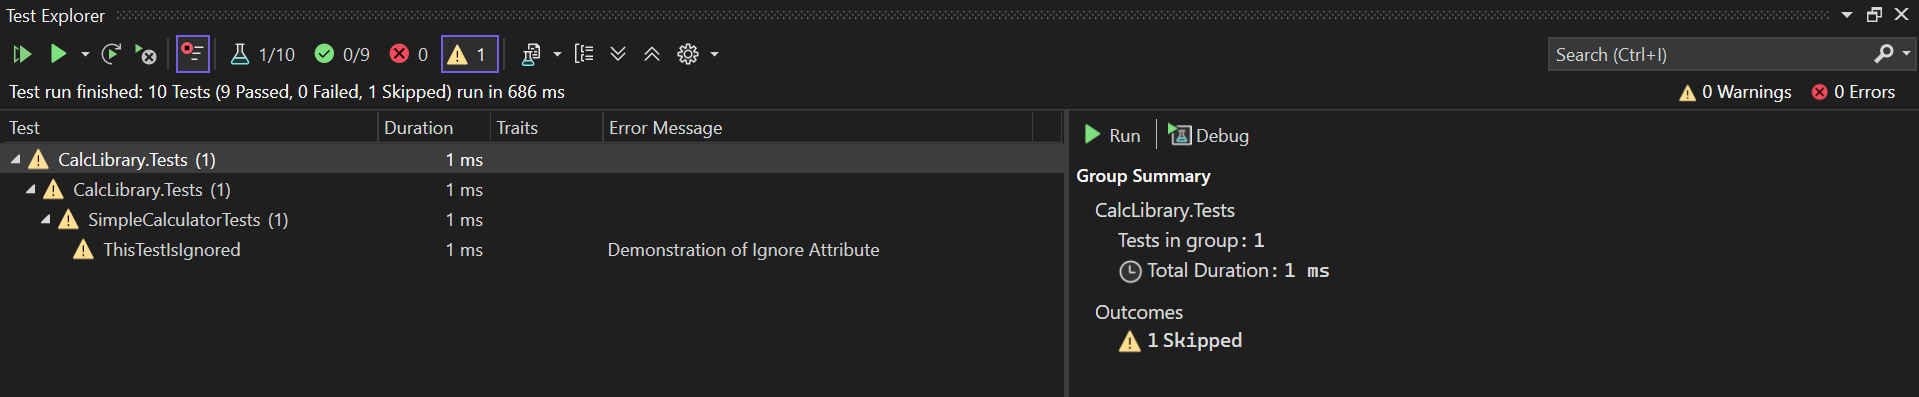 Test Explorer
1/10 0/9 0 1 Search (Ctrl+I)
Test run finished: 10 Tests (9 Passed, 0 Failed, 1 Skipped) run in 686 ms 0 Warnings 0 Errors
Test Duration Traits Error Message
CalcLibrary.Tests (1) 1 ms
CalcLibrary.Tests (1) 1 ms
SimpleCalculatorTests (1) 1 ms
ThisTestIsIgnored 1 ms Demonstration of Ignore Attribute
Run Debug
Group Summary
CalcLibrary.Tests
Tests in group: 1
Total Duration: 1 ms
Outcomes
1 Skipped